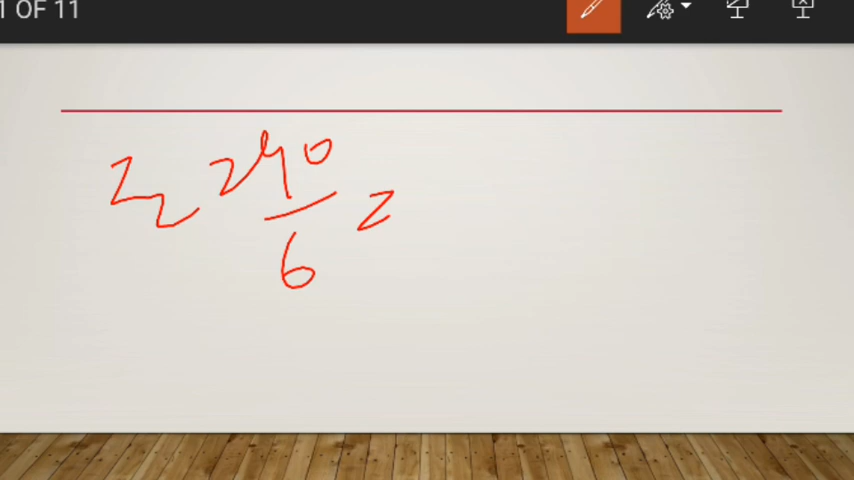 1 OF 11
= 240/6 =